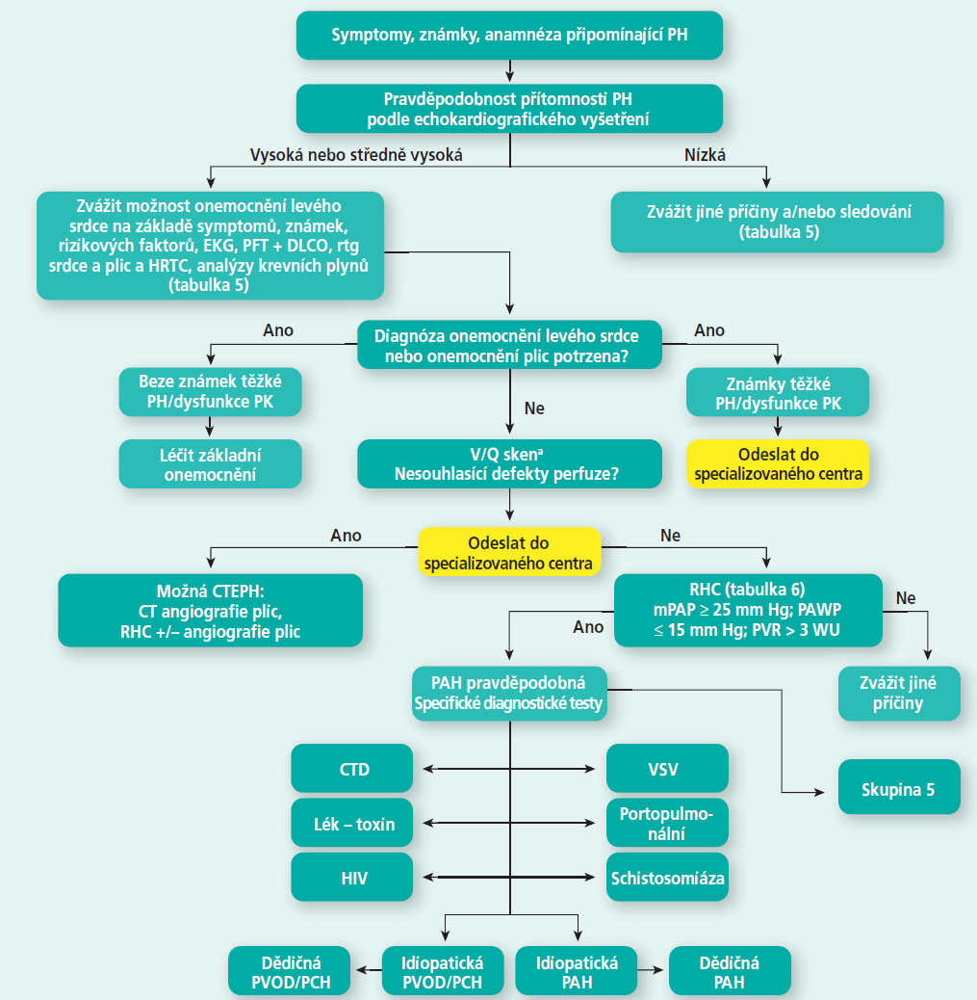 Symptomy, známky, anamnéza připomínající PH
Pravděpodobnost přítomnosti PH
podle echokardiografického vyšetření
Vysoká nebo středně vysoká
Nízká
Zvážit možnost onemocnění levého
srdce na základě symptomů, známek,
rizikových faktorů, EKG, PFT + DLCO, rtg
srdce a plic a HRTC, analýzy krevních plynů
(tabulka 5)
Zvážit jiné příčiny a/nebo sledování
(tabulka 5)
Ano
Diagnóza onemocnění levého srdce
nebo onemocnění plic potrzena?
Ano
Beze známek těžké
PH/dysfunkce PK
Ne
Známky těžké
PH/dysfunkce PK
Léčit základní
onemocnění
V/Q skenª
Nesouhlasící defekty perfuze?
Odeslat do
specializovaného centra
Ano
Odeslat do
specializovaného centra
Ne
Možná CTEPH:
CT angiografie plic,
RHC +/– angiografie plic
RHC (tabulka 6)
mPAP ≥ 25 mm Hg; PAWP
≤ 15 mm Hg; PVR > 3 WU
Ano
Ne
PAH pravděpodobná
Specifické diagnostické testy
Zvážit jiné
příčiny
CTD
VSV
Skupina 5
Lék – toxin
Portopulmo-
nální
HIV
Schistosomiáza
Dědičná
PVOD/PCH
Idiopatická
PVOD/PCH
Idiopatická
PAH
Dědičná
PAH